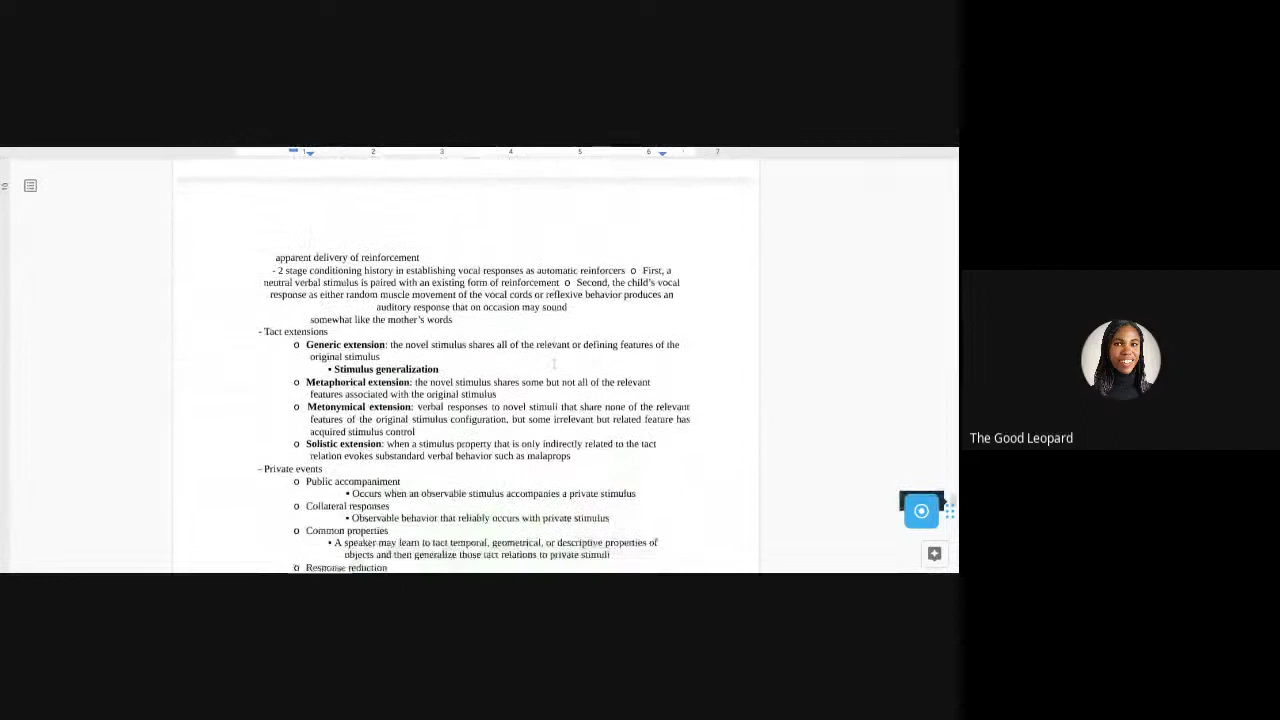 1 2 3 4 5 6 7
apparent delivery of reinforcement
- 2 stage conditioning history in establishing vocal responses as automatic reinforcers o First, a
neutral verbal stimulus is paired with an existing form of reinforcement o Second, the child's vocal
response as either random muscle movement of the vocal cords or reflexive behavior produces an
auditory response that on occasion may sound
somewhat like the mother's words
- Tact extensions
o Generic extension: the novel stimulus shares all of the relevant or defining features of the
original stimulus
▪ Stimulus generalization
o Metaphorical extension: the novel stimulus shares some but not all of the relevant
features associated with the original stimulus
o Metonymical extension: verbal responses to novel stimuli that share none of the relevant
features of the original stimulus configuration, but some irrelevant but related feature has
acquired stimulus control
o Solistic extension: when a stimulus property that is only indirectly related to the tact
relation evokes substandard verbal behavior such as malaprops
- Private events
o Public accompaniment
▪ Occurs when an observable stimulus accompanies a private stimulus
o Collateral responses
▪ Observable behavior that reliably occurs with private stimulus
o Common properties
▪ A speaker may learn to tact temporal, geometrical, or descriptive properties of
objects and then generalize those tact relations to private stimuli
o Response reduction
The Good Leopard